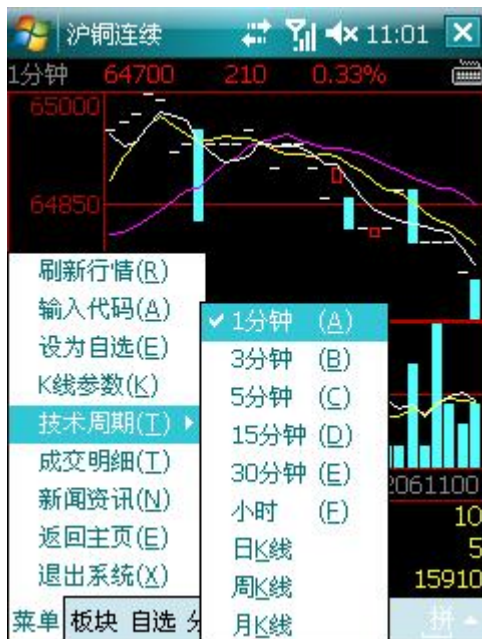 沪铜连续 11:01
1分钟 64700 210 0.33%
65000
64850
刷新行情(R)
输入代码(A)
设为自选(E)
K线参数(K)
技术周期(T)
成交明细(T)
新闻资讯(N)
返回主页(E)
退出系统(X)
1分钟 (A)
3分钟 (B)
5分钟 (C)
15分钟 (D)
30分钟 (E)
小时 (F)
日K线
周K线
月K线
2061100
10
5
15910
菜单 板块 自选
拼